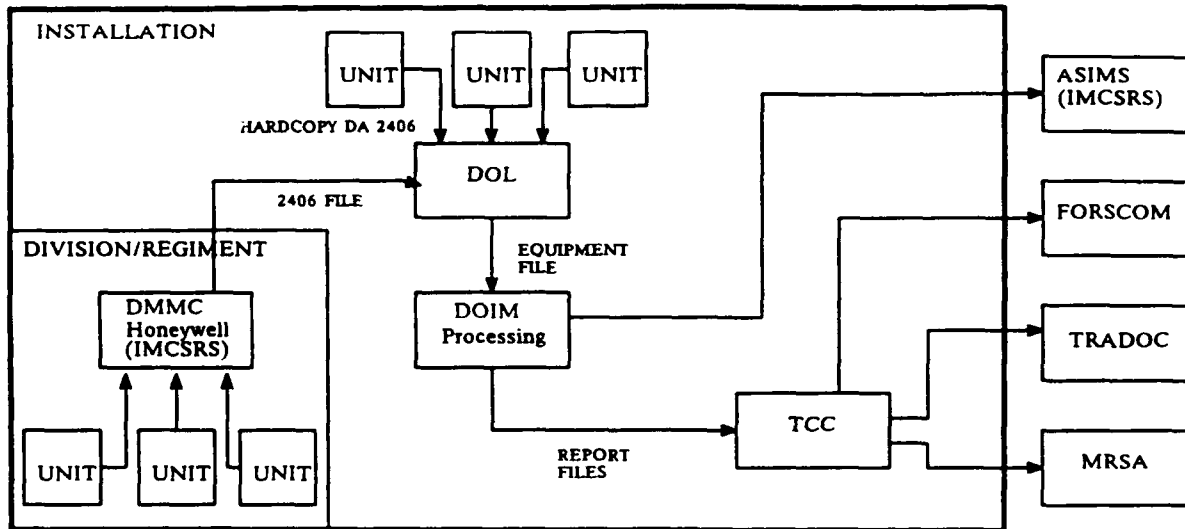 INSTALLATION
UNIT
UNIT
UNIT
HARDCOPY DA 2406
DOL
2406 FILE
EQUIPMENT
FILE
DIVISION/REGIMENT
DMMC
Honeywell
(IMCSRS)
UNIT
UNIT
UNIT
DOIM
Processing
REPORT
FILES
TCC
ASIMS
(IMCSRS)
FORSCOM
TRADOC
MRSA